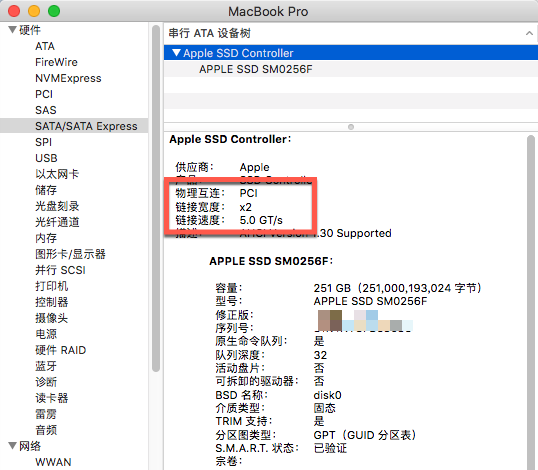 MacBook Pro
硬件
ATA
FireWire
NVMExpress
PCI
SAS
SATA/SATA Express
SPI
USB
以太网卡
储存
光盘刻录
光纤通道
内存
图形卡/显示器
并行 SCSI
打印机
控制器
摄像头
电源
硬件 RAID
蓝牙
诊断
读卡器
雷雳
音频
网络
WWAN
串行 ATA 设备树
Apple SSD Controller
APPLE SSD SM0256F
Apple SSD Controller：
供应商： Apple
物理互连： PCI
链接宽度： x2
链接速度： 5.0 GT/s
描述： AHCI Version 1.30 Supported
APPLE SSD SM0256F：
容量： 251 GB（251,000,193,024 字节）
型号： APPLE SSD SM0256F
修正版：
序列号：
原生命令队列： 是
队列深度： 32
活动盘片： 否
可拆卸的驱动器： 否
BSD 名称： disk0
介质类型： 固态
TRIM 支持： 是
分区图类型： GPT（GUID 分区表）
S.M.A.R.T. 状态： 已验证
宗卷：